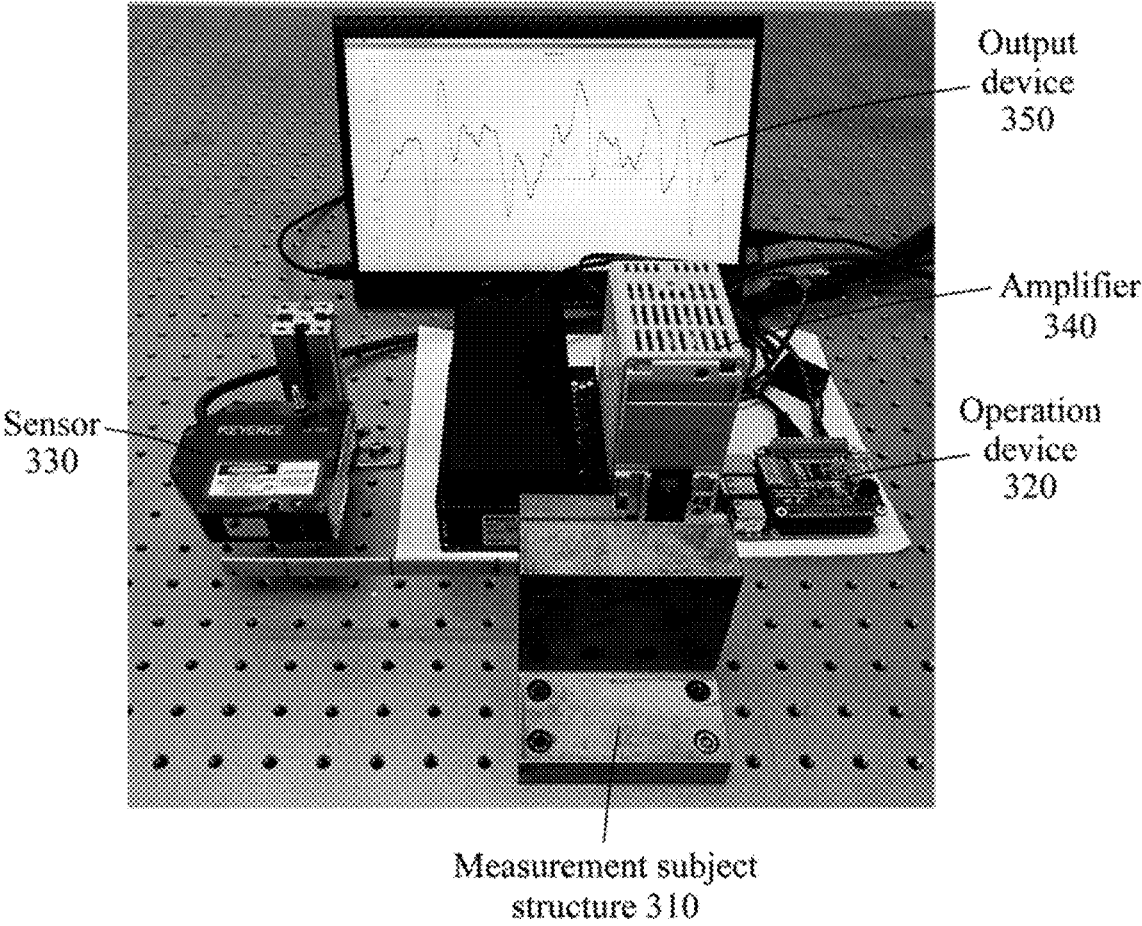 Output
device
350
Amplifier
340
Sensor
330
Operation
device
320
Measurement subject
structure 310